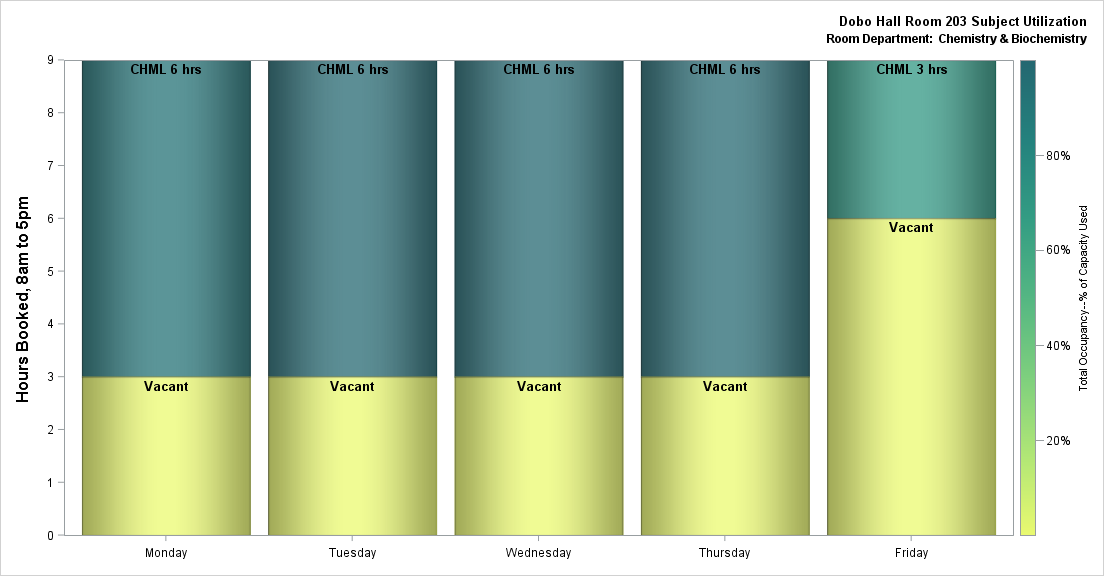 Dobo Hall Room 203 Subject Utilization
Room Department: Chemistry & Biochemistry
Hours Booked, 8am to 5pm
9
8
7
6
5
4
3
2
1
0
CHML 6 hrs
CHML 6 hrs
CHML 6 hrs
CHML 6 hrs
CHML 3 hrs
Vacant
Vacant
Vacant
Vacant
Vacant
Monday
Tuesday
Wednesday
Thursday
Friday
80%
60%
40%
20%
Total Occupancy--% of Capacity Used